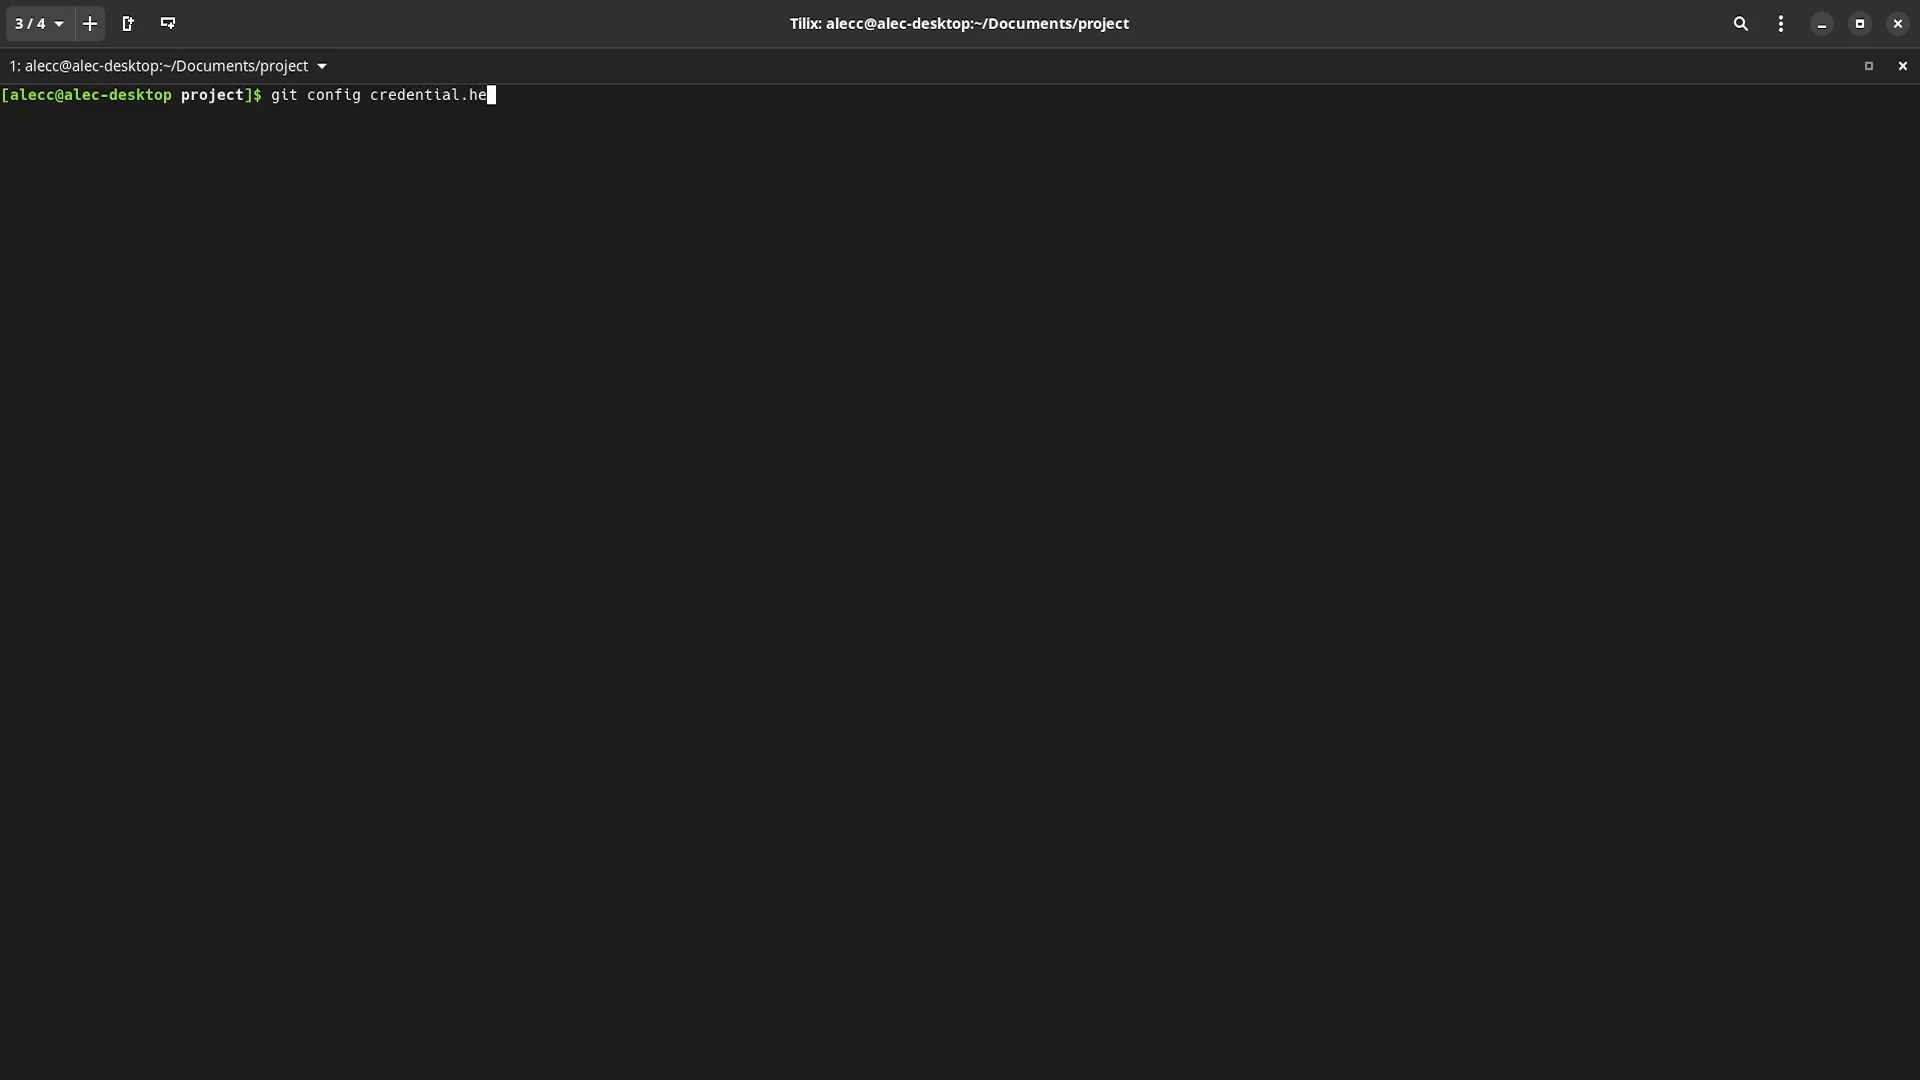 3 / 4
Tilix: alecc@alec-desktop:~/Documents/project
1: alecc@alec-desktop:~/Documents/project
[alecc@alec-desktop project]$ git config credential.he